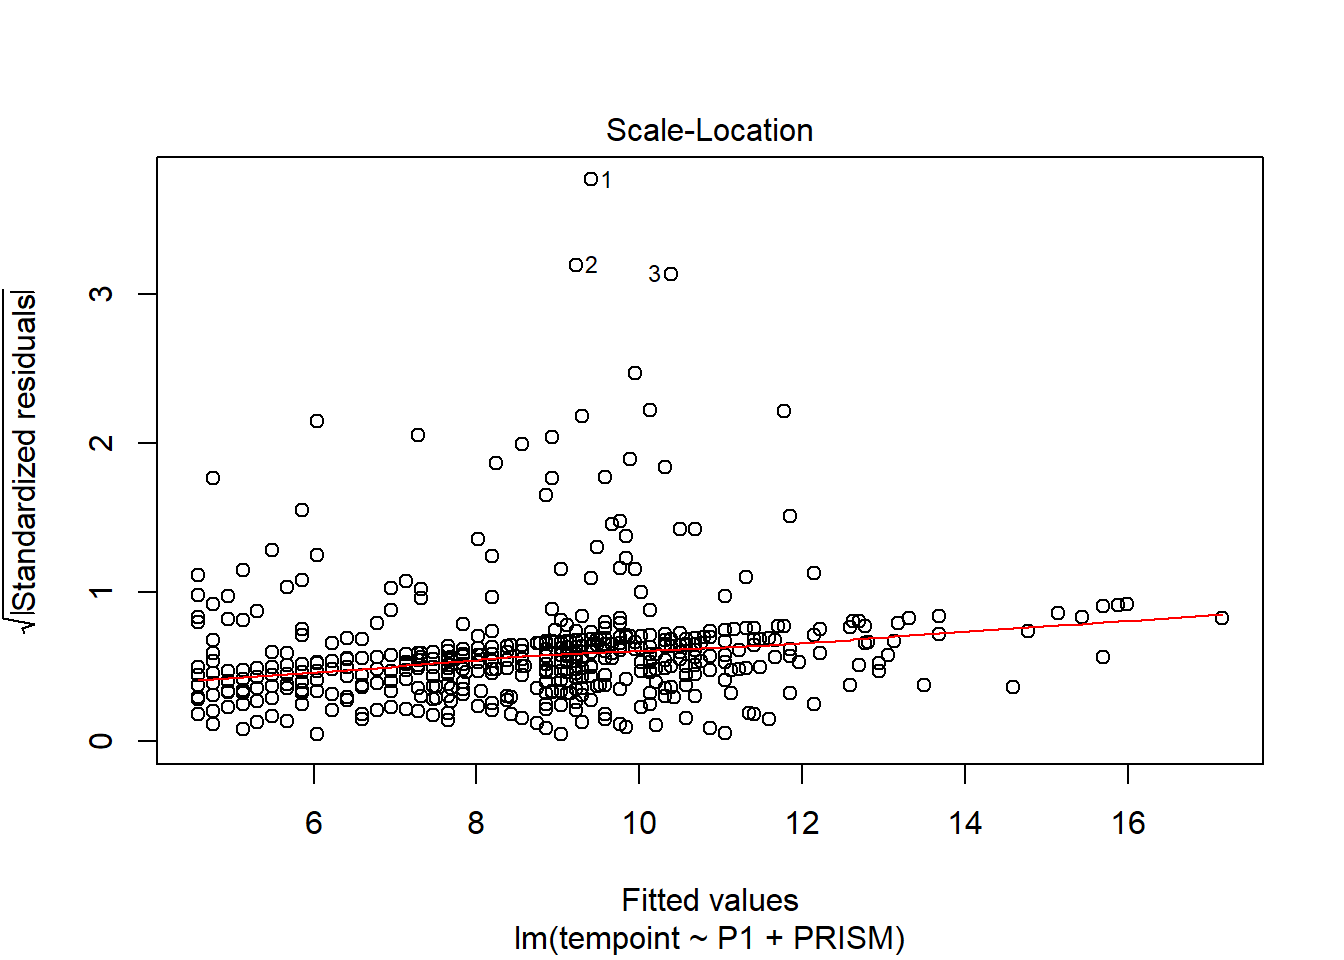 Scale-Location
1
2
3
√|Standardized residuals|
3
2
1
0
6 8 10 12 14 16
Fitted values
lm(tempoint ~ P1 + PRISM)